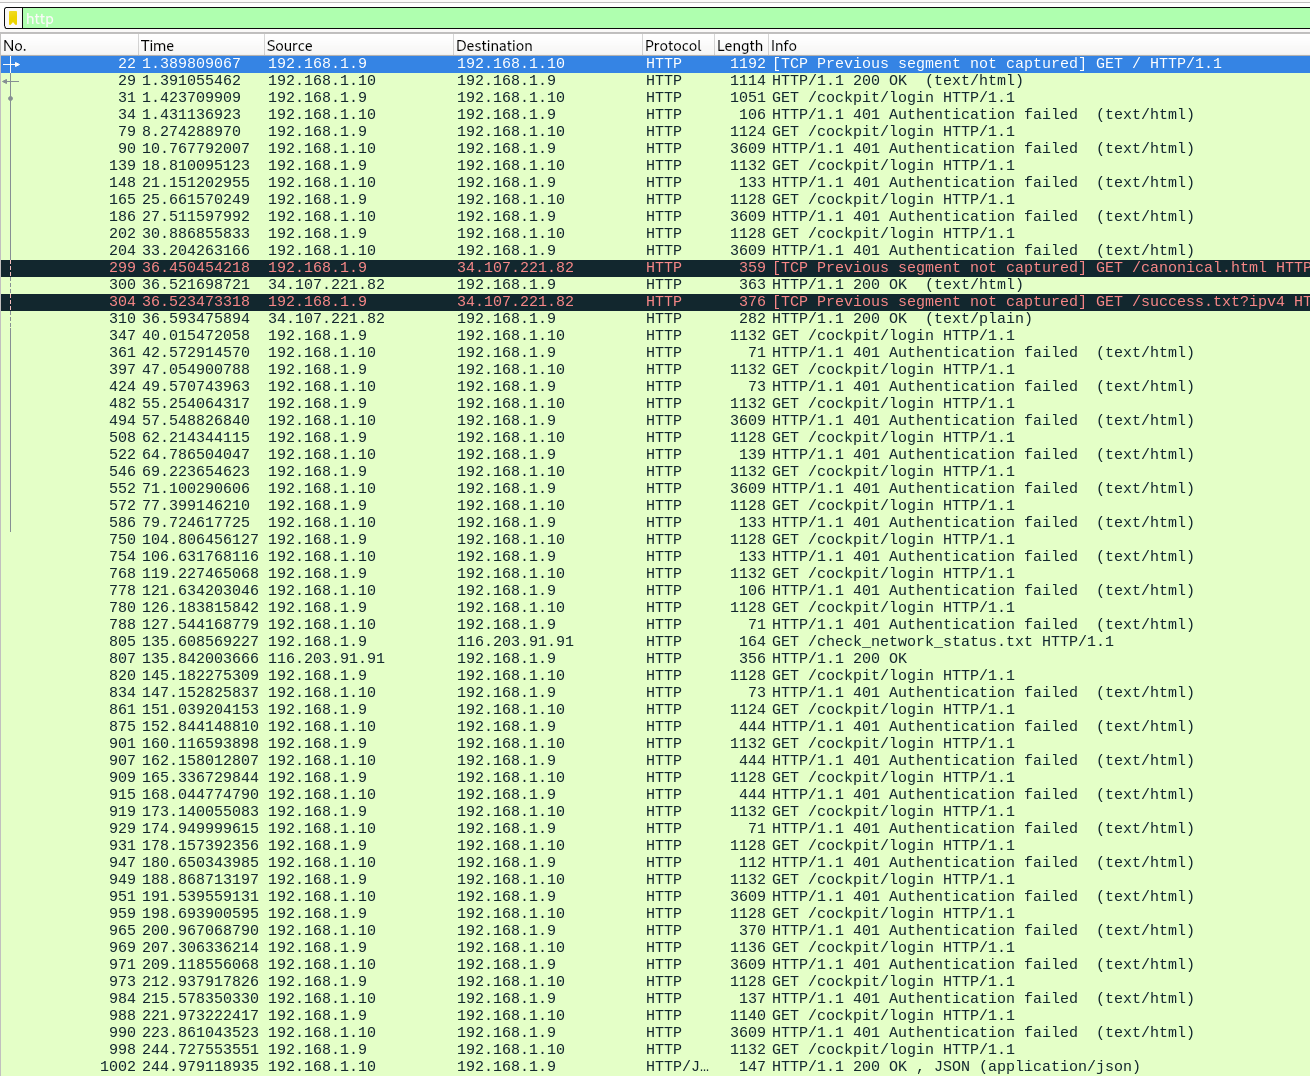 http
No. Time Source Destination Protocol Length Info
22 1.389809067 192.168.1.9 192.168.1.10 HTTP 1192 [TCP Previous segment not captured] GET / HTTP/1.1
29 1.391055462 192.168.1.10 192.168.1.9 HTTP 1114 HTTP/1.1 200 OK (text/html)
31 1.423709909 192.168.1.9 192.168.1.10 HTTP 1051 GET /cockpit/login HTTP/1.1
34 1.431136923 192.168.1.10 192.168.1.9 HTTP 106 HTTP/1.1 401 Authentication failed (text/html)
79 8.274288970 192.168.1.9 192.168.1.10 HTTP 1124 GET /cockpit/login HTTP/1.1
90 10.767792007 192.168.1.10 192.168.1.9 HTTP 3609 HTTP/1.1 401 Authentication failed (text/html)
139 18.810095123 192.168.1.9 192.168.1.10 HTTP 1132 GET /cockpit/login HTTP/1.1
148 21.151202955 192.168.1.10 192.168.1.9 HTTP 133 HTTP/1.1 401 Authentication failed (text/html)
165 25.661570249 192.168.1.9 192.168.1.10 HTTP 1128 GET /cockpit/login HTTP/1.1
186 27.511597992 192.168.1.10 192.168.1.9 HTTP 3609 HTTP/1.1 401 Authentication failed (text/html)
202 30.886855833 192.168.1.9 192.168.1.10 HTTP 1128 GET /cockpit/login HTTP/1.1
204 33.204263166 192.168.1.10 192.168.1.9 HTTP 3609 HTTP/1.1 401 Authentication failed (text/html)
299 36.450454218 192.168.1.9 34.107.221.82 HTTP 359 [TCP Previous segment not captured] GET /canonical.html HTTP
300 36.521698721 34.107.221.82 192.168.1.9 HTTP 363 HTTP/1.1 200 OK (text/html)
304 36.523473318 192.168.1.9 34.107.221.82 HTTP 376 [TCP Previous segment not captured] GET /success.txt?ipv4 HT
310 36.593475894 34.107.221.82 192.168.1.9 HTTP 282 HTTP/1.1 200 OK (text/plain)
347 40.015472058 192.168.1.9 192.168.1.10 HTTP 1132 GET /cockpit/login HTTP/1.1
361 42.572914570 192.168.1.10 192.168.1.9 HTTP 71 HTTP/1.1 401 Authentication failed (text/html)
397 47.054900788 192.168.1.9 192.168.1.10 HTTP 1132 GET /cockpit/login HTTP/1.1
424 49.570743963 192.168.1.10 192.168.1.9 HTTP 73 HTTP/1.1 401 Authentication failed (text/html)
482 55.254064317 192.168.1.9 192.168.1.10 HTTP 1132 GET /cockpit/login HTTP/1.1
494 57.548826840 192.168.1.10 192.168.1.9 HTTP 3609 HTTP/1.1 401 Authentication failed (text/html)
508 62.214344115 192.168.1.9 192.168.1.10 HTTP 1128 GET /cockpit/login HTTP/1.1
522 64.786504047 192.168.1.10 192.168.1.9 HTTP 139 HTTP/1.1 401 Authentication failed (text/html)
546 69.223654623 192.168.1.9 192.168.1.10 HTTP 1132 GET /cockpit/login HTTP/1.1
552 71.100290606 192.168.1.10 192.168.1.9 HTTP 3609 HTTP/1.1 401 Authentication failed (text/html)
572 77.399146210 192.168.1.9 192.168.1.10 HTTP 1128 GET /cockpit/login HTTP/1.1
586 79.724617725 192.168.1.10 192.168.1.9 HTTP 133 HTTP/1.1 401 Authentication failed (text/html)
750 104.806456127 192.168.1.9 192.168.1.10 HTTP 1128 GET /cockpit/login HTTP/1.1
754 106.631768116 192.168.1.10 192.168.1.9 HTTP 133 HTTP/1.1 401 Authentication failed (text/html)
768 119.227465068 192.168.1.9 192.168.1.10 HTTP 1132 GET /cockpit/login HTTP/1.1
778 121.634203046 192.168.1.10 192.168.1.9 HTTP 106 HTTP/1.1 401 Authentication failed (text/html)
780 126.183815842 192.168.1.9 192.168.1.10 HTTP 1128 GET /cockpit/login HTTP/1.1
788 127.544168779 192.168.1.10 192.168.1.9 HTTP 71 HTTP/1.1 401 Authentication failed (text/html)
805 135.608569227 192.168.1.9 116.203.91.91 HTTP 164 GET /check_network_status.txt HTTP/1.1
807 135.842003666 116.203.91.91 192.168.1.9 HTTP 356 HTTP/1.1 200 OK
820 145.182275309 192.168.1.9 192.168.1.10 HTTP 1128 GET /cockpit/login HTTP/1.1
834 147.152825837 192.168.1.10 192.168.1.9 HTTP 73 HTTP/1.1 401 Authentication failed (text/html)
861 151.039204153 192.168.1.9 192.168.1.10 HTTP 1124 GET /cockpit/login HTTP/1.1
875 152.844148810 192.168.1.10 192.168.1.9 HTTP 444 HTTP/1.1 401 Authentication failed (text/html)
901 160.116593898 192.168.1.9 192.168.1.10 HTTP 1132 GET /cockpit/login HTTP/1.1
907 162.158012807 192.168.1.10 192.168.1.9 HTTP 444 HTTP/1.1 401 Authentication failed (text/html)
909 165.336729844 192.168.1.9 192.168.1.10 HTTP 1128 GET /cockpit/login HTTP/1.1
915 168.044774790 192.168.1.10 192.168.1.9 HTTP 444 HTTP/1.1 401 Authentication failed (text/html)
919 173.140055083 192.168.1.9 192.168.1.10 HTTP 1132 GET /cockpit/login HTTP/1.1
929 174.949999615 192.168.1.10 192.168.1.9 HTTP 71 HTTP/1.1 401 Authentication failed (text/html)
931 178.157392356 192.168.1.9 192.168.1.10 HTTP 1128 GET /cockpit/login HTTP/1.1
947 180.650343985 192.168.1.10 192.168.1.9 HTTP 112 HTTP/1.1 401 Authentication failed (text/html)
949 188.868713197 192.168.1.9 192.168.1.10 HTTP 1132 GET /cockpit/login HTTP/1.1
951 191.539559131 192.168.1.10 192.168.1.9 HTTP 3609 HTTP/1.1 401 Authentication failed (text/html)
959 198.693900595 192.168.1.9 192.168.1.10 HTTP 1128 GET /cockpit/login HTTP/1.1
965 200.967068790 192.168.1.10 192.168.1.9 HTTP 370 HTTP/1.1 401 Authentication failed (text/html)
969 207.306336214 192.168.1.9 192.168.1.10 HTTP 1136 GET /cockpit/login HTTP/1.1
971 209.118556068 192.168.1.10 192.168.1.9 HTTP 3609 HTTP/1.1 401 Authentication failed (text/html)
973 212.937917826 192.168.1.9 192.168.1.10 HTTP 1128 GET /cockpit/login HTTP/1.1
984 215.578350330 192.168.1.10 192.168.1.9 HTTP 137 HTTP/1.1 401 Authentication failed (text/html)
988 221.973222417 192.168.1.9 192.168.1.10 HTTP 1140 GET /cockpit/login HTTP/1.1
990 223.861043523 192.168.1.10 192.168.1.9 HTTP 3609 HTTP/1.1 401 Authentication failed (text/html)
998 244.727553551 192.168.1.9 192.168.1.10 HTTP 1132 GET /cockpit/login HTTP/1.1
1002 244.979118935 192.168.1.10 192.168.1.9 HTTP/J… 147 HTTP/1.1 200 OK , JSON (application/json)